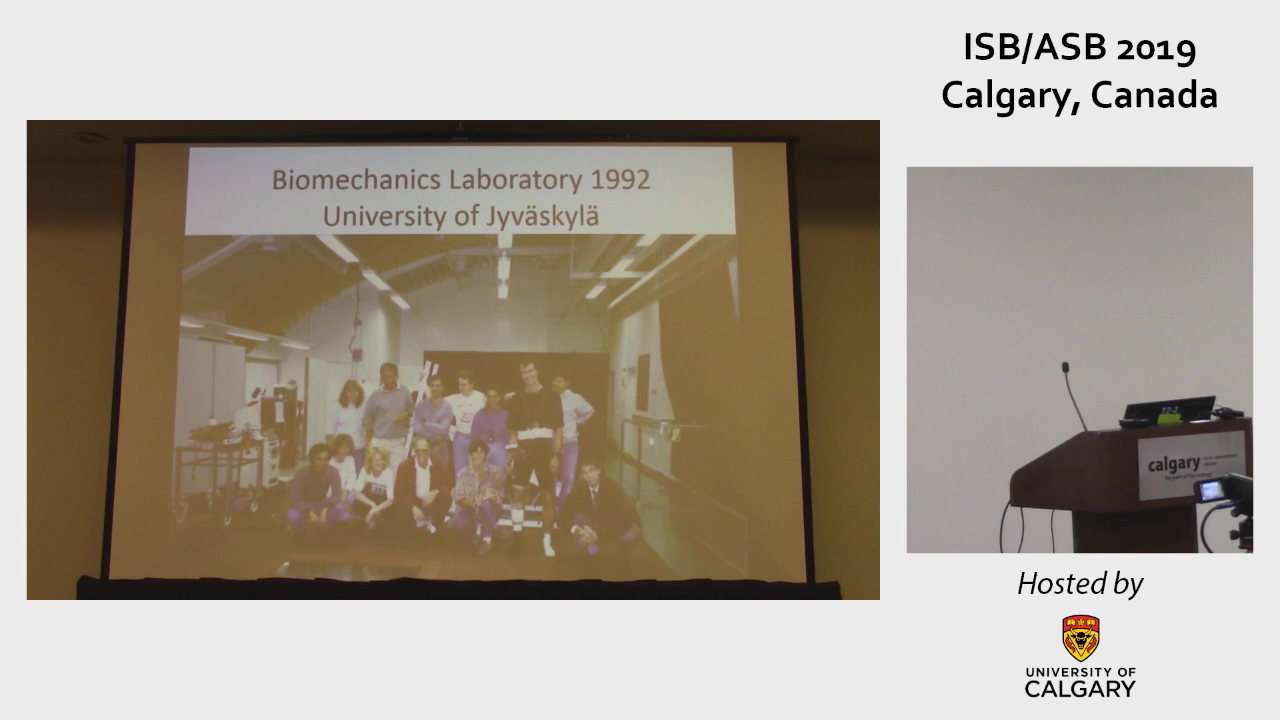 ISB/ASB 2019
Calgary, Canada
Biomechanics Laboratory 1992
University of Jyväskylä
calgary
Hosted by
UNIVERSITY OF
CALGARY